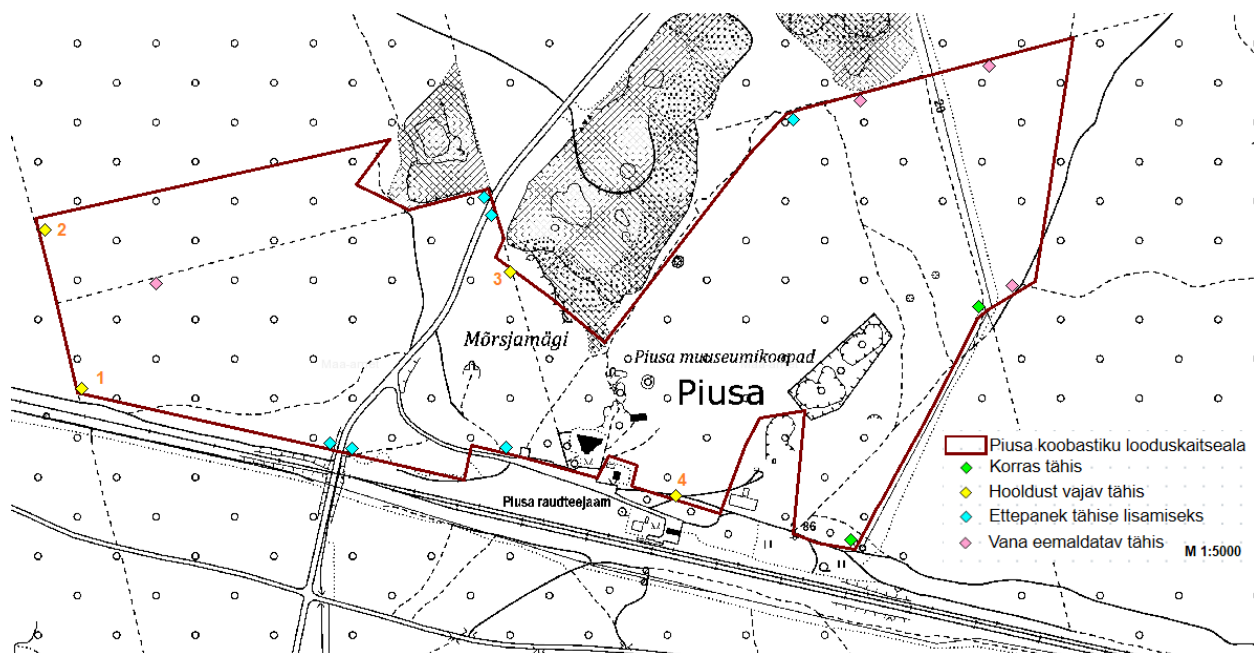 20
2
3
Mõrsjamägi
Piusa museumikoopad
Piusa
1
Piusa koobastiku looduskaitseala
Korras tähis
Hooldust vajav tähis
Ettepanek tähise lisamiseks
Vana eemaldatav tähis
M 1:5000
4
Piusa raudteejaam
86